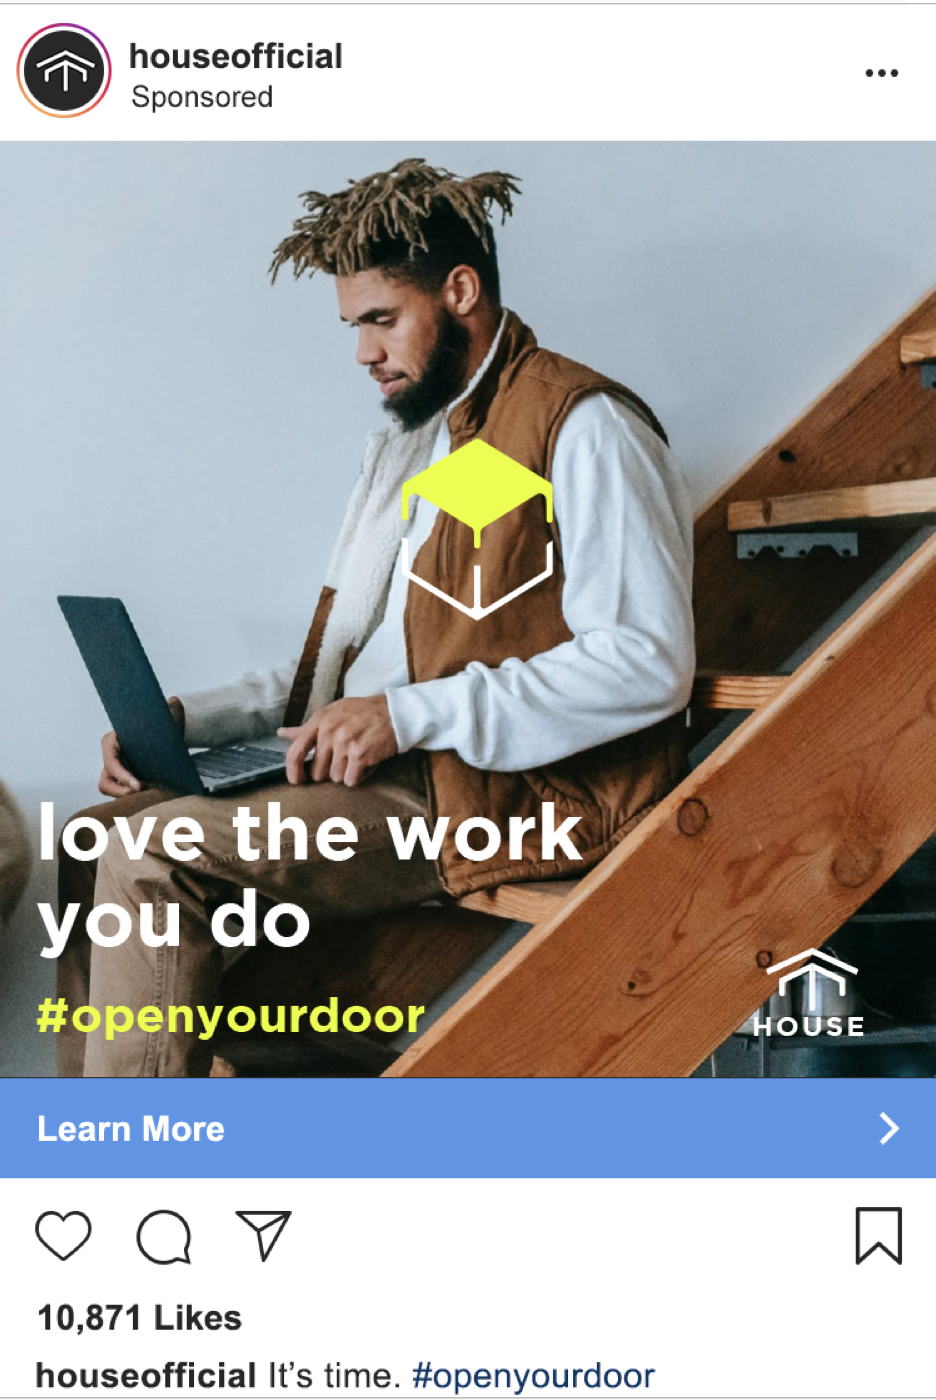 houseofficial
Sponsored
love the work
you do
#openyourdoor
HOUSE
Learn More
10,871 Likes
houseofficial It’s time. #openyourdoor